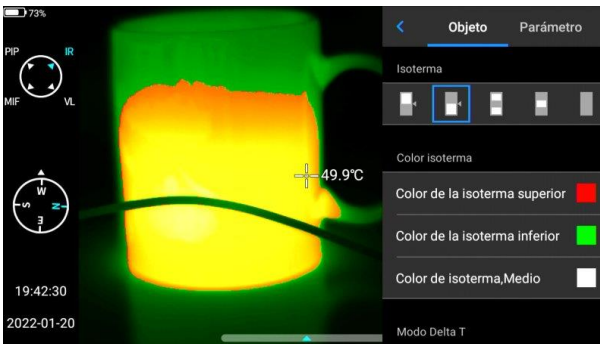 73%
PIP IR
MIF VL
W
S N
E
19:42:30
2022-01-20
49.9°C
Objeto Parámetro
Isoterma
Color isoterma
Color de la isoterma superior
Color de la isoterma inferior
Color de isoterma,Medio
Modo Delta T